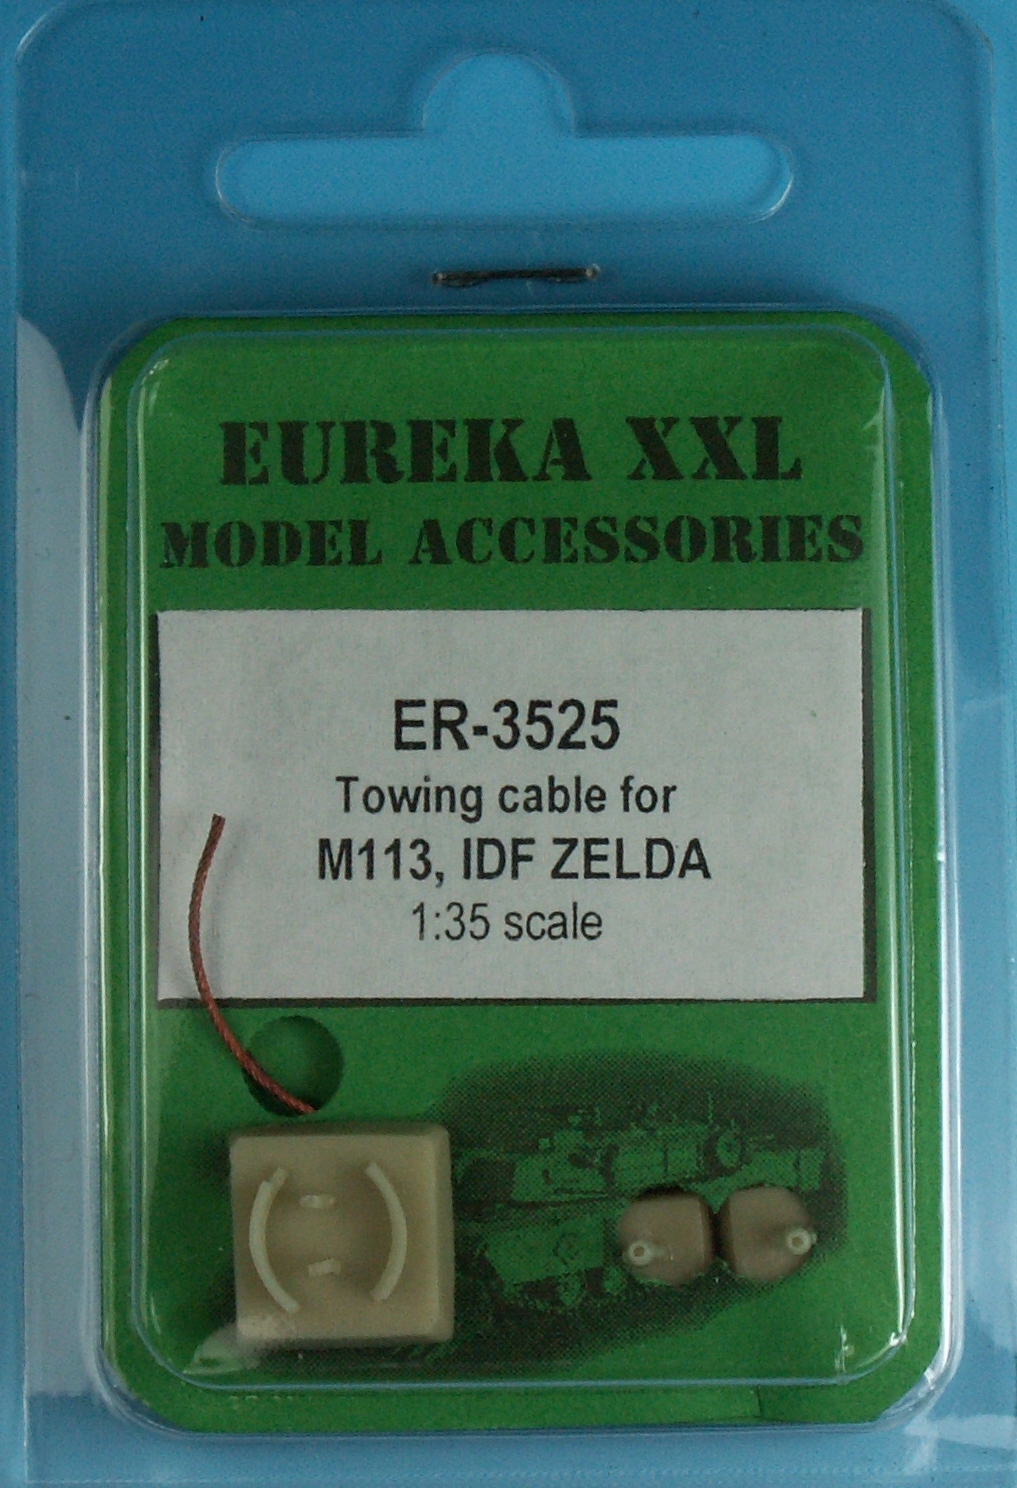 EUREKA XXL
MODEL ACCESSORIES
ER-3525
Towing cable for
M113, IDF ZELDA
1:35 scale